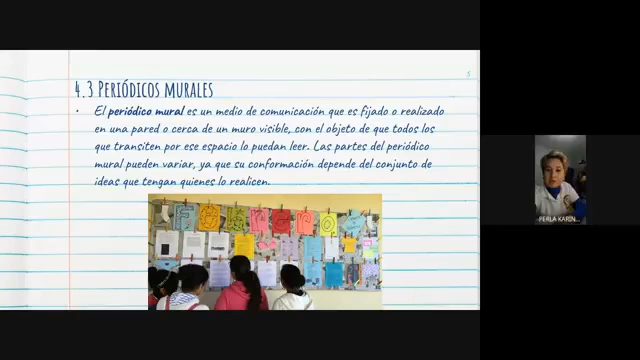 5
4.3 PERIÓDICOS MURALES
• El periódico mural es un medio de comunicación que es fijado o realizado
en una pared o cerca de un muro visible, con el objeto de que todos los
que transiten por ese espacio lo puedan leer. Las partes del periódico
mural pueden variar, ya que su conformación depende del conjunto de
ideas que tengan quienes lo realicen.
PERLA KARIN...